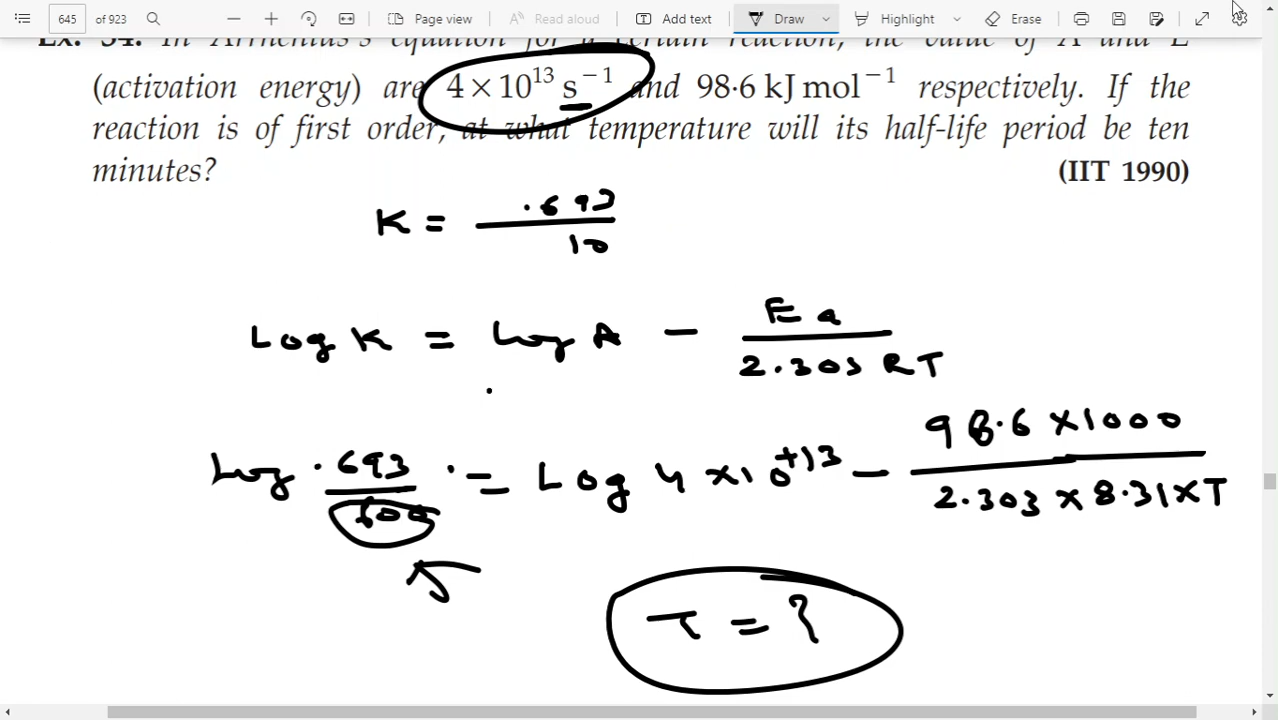 645 of 923 Page view Read aloud Add text Draw Highlight Erase
Ex. 54. In Arrhenius's equation for a certain reaction, the value of A and E
(activation energy) are 4 × 10¹³ s⁻¹ and 98·6 kJ mol⁻¹ respectively. If the
reaction is of first order, at what temperature will its half-life period be ten
minutes? (IIT 1990)
K = .693 / 10
Log K = Log A − Ea / 2.303 RT
Log .693 / 600 = Log 4 × 10⁺¹³ − 98.6 × 1000 / 2.303 × 8.31 × T
T = ?